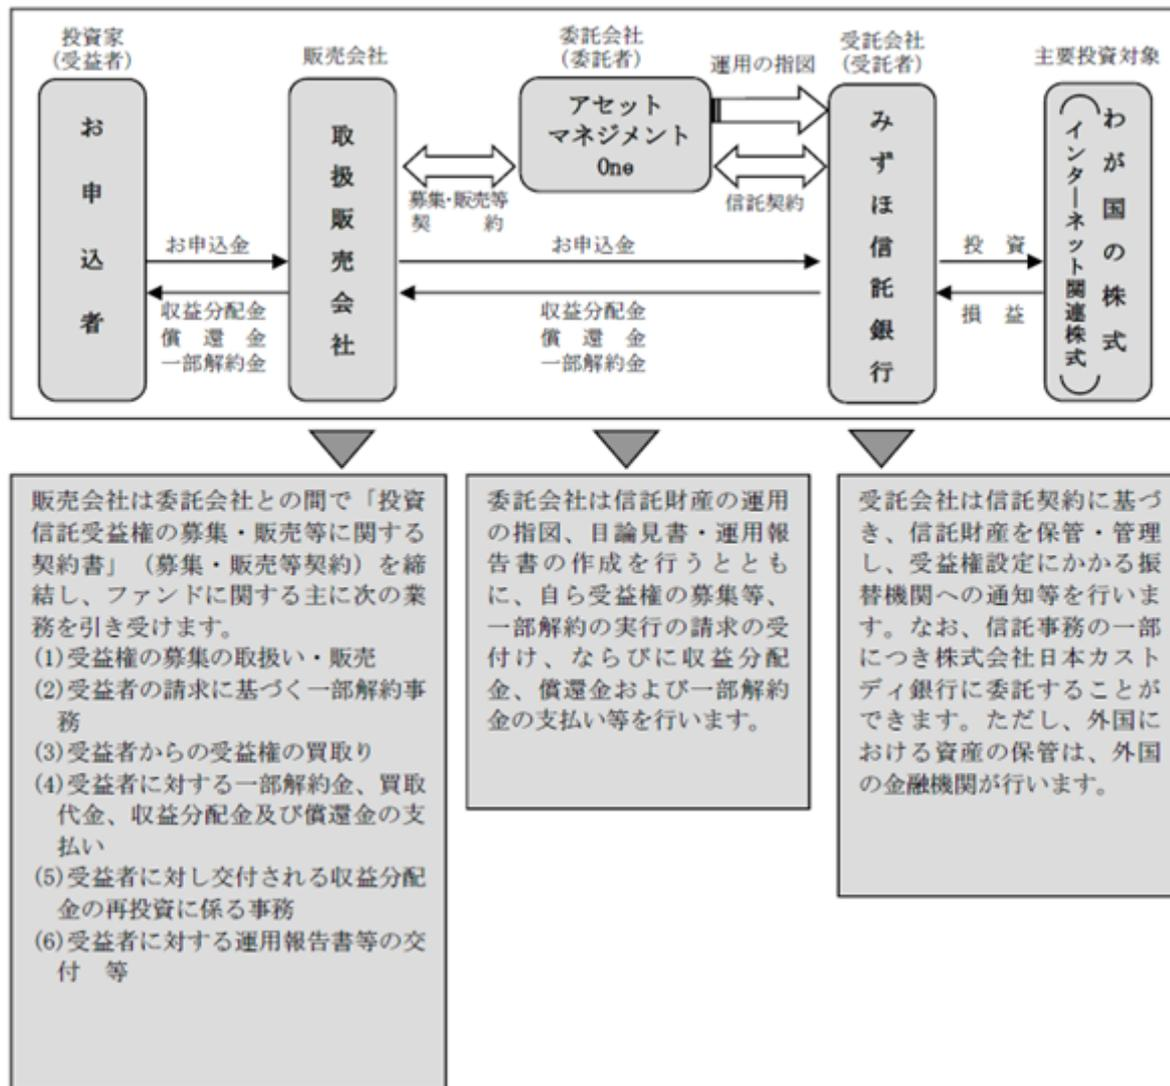 投資家
(受益者)
販売会社
委託会社
(委託者)
運用の指図
受託会社
(受託者)
主要投資対象
お申込者
取扱販売会社
アセット
マネジメント
One
みずほ信託銀行
わが国の株式
(インターネット関連株式)
募集・販売等
契 約
信託契約
お申込金
お申込金
投 資
収益分配金
償 還 金
一部解約金
収益分配金
償 還 金
一部解約金
損 益
販売会社は委託会社との間で「投資
信託受益権の募集・販売等に関する
契約書」(募集・販売等契約)を締
結し、ファンドに関する主に次の業
務を引き受けます。
(1)受益権の募集の取扱い・販売
(2)受益者の請求に基づく一部解約事
務
(3)受益者からの受益権の買取り
(4)受益者に対する一部解約金、買取
代金、収益分配金及び償還金の支
払い
(5)受益者に対し交付される収益分配
金の再投資に係る事務
(6)受益者に対する運用報告書等の交
付 等
委託会社は信託財産の運用
の指図、目論見書・運用報
告書の作成を行うととも
に、自ら受益権の募集等、
一部解約の実行の請求の受
付け、ならびに収益分配
金、償還金および一部解約
金の支払い等を行います。
受託会社は信託契約に基づ
き、信託財産を保管・管理
し、受益権設定にかかる振
替機関への通知等を行いま
す。なお、信託事務の一部
につき株式会社日本カスト
ディ銀行に委託することが
できます。ただし、外国に
おける資産の保管は、外国
の金融機関が行います。